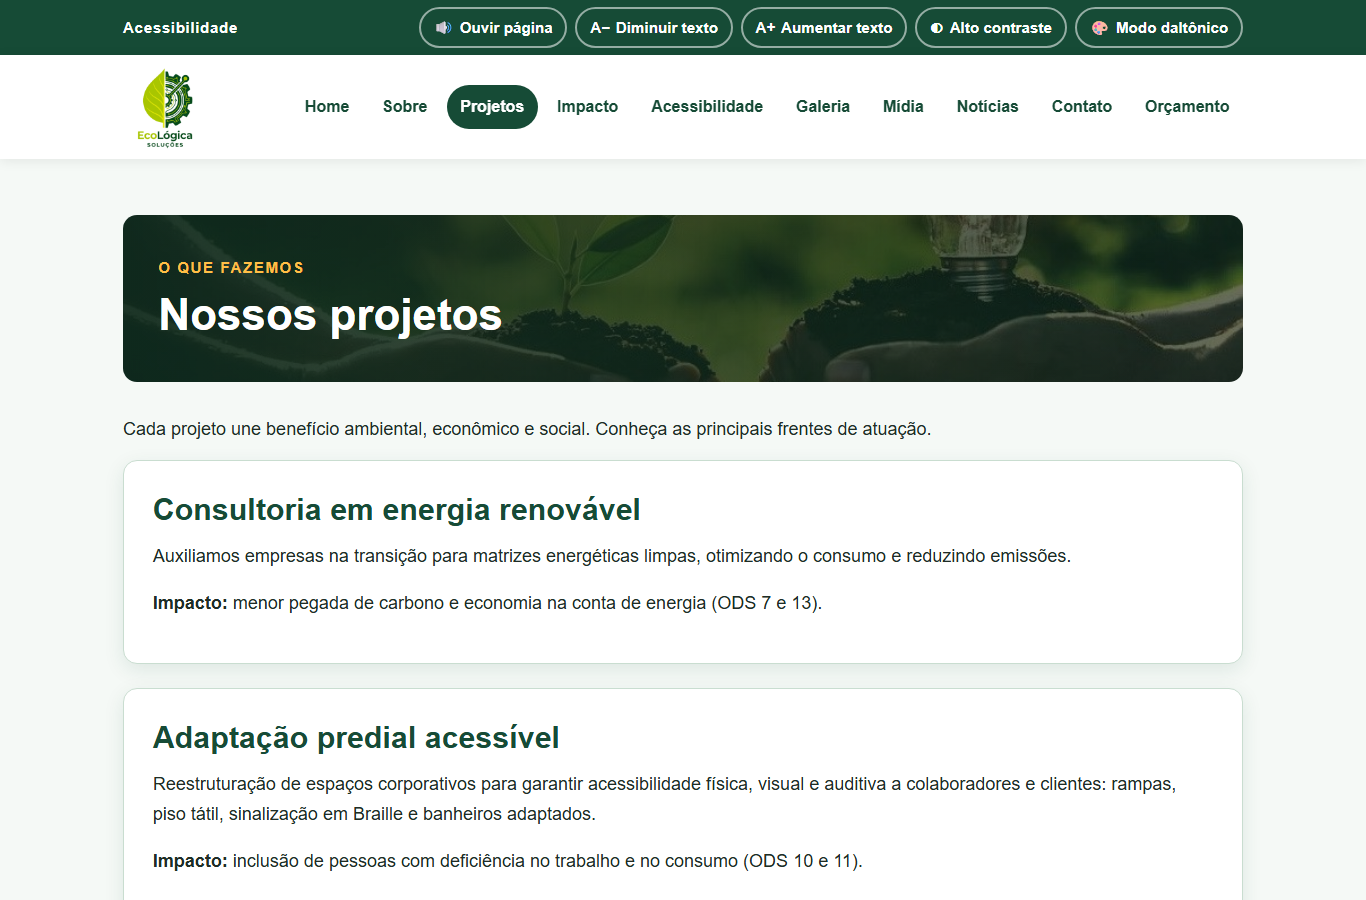 Acessibilidade
Ouvir página
A− Diminuir texto
A+ Aumentar texto
Alto contraste
Modo daltônico
EcoLógica
SOLUÇÕES
Home
Sobre
Projetos
Impacto
Acessibilidade
Galeria
Mídia
Notícias
Contato
Orçamento
O QUE FAZEMOS
Nossos projetos
Cada projeto une benefício ambiental, econômico e social. Conheça as principais frentes de atuação.
Consultoria em energia renovável
Auxiliamos empresas na transição para matrizes energéticas limpas, otimizando o consumo e reduzindo emissões.
Impacto: menor pegada de carbono e economia na conta de energia (ODS 7 e 13).
Adaptação predial acessível
Reestruturação de espaços corporativos para garantir acessibilidade física, visual e auditiva a colaboradores e clientes: rampas,
piso tátil, sinalização em Braille e banheiros adaptados.
Impacto: inclusão de pessoas com deficiência no trabalho e no consumo (ODS 10 e 11).